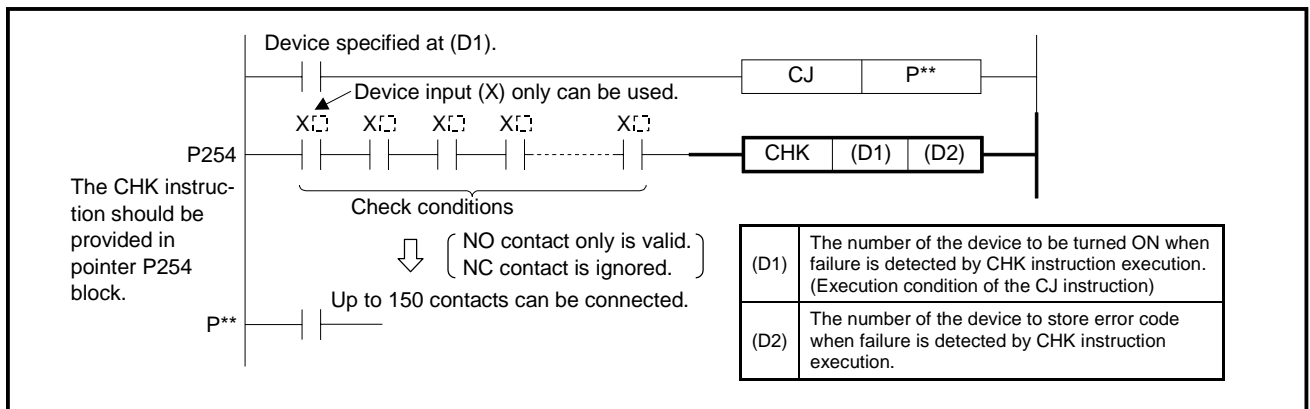 Device specified at (D1).
CJ P**
Device input (X) only can be used.
X X X X X
P254
CHK (D1) (D2)
The CHK instruc-
tion should be
provided in
pointer P254
block.
Check conditions
NO contact only is valid.
NC contact is ignored.
Up to 150 contacts can be connected.
P**
(D1) The number of the device to be turned ON when
failure is detected by CHK instruction execution.
(Execution condition of the CJ instruction)
(D2) The number of the device to store error code
when failure is detected by CHK instruction
execution.